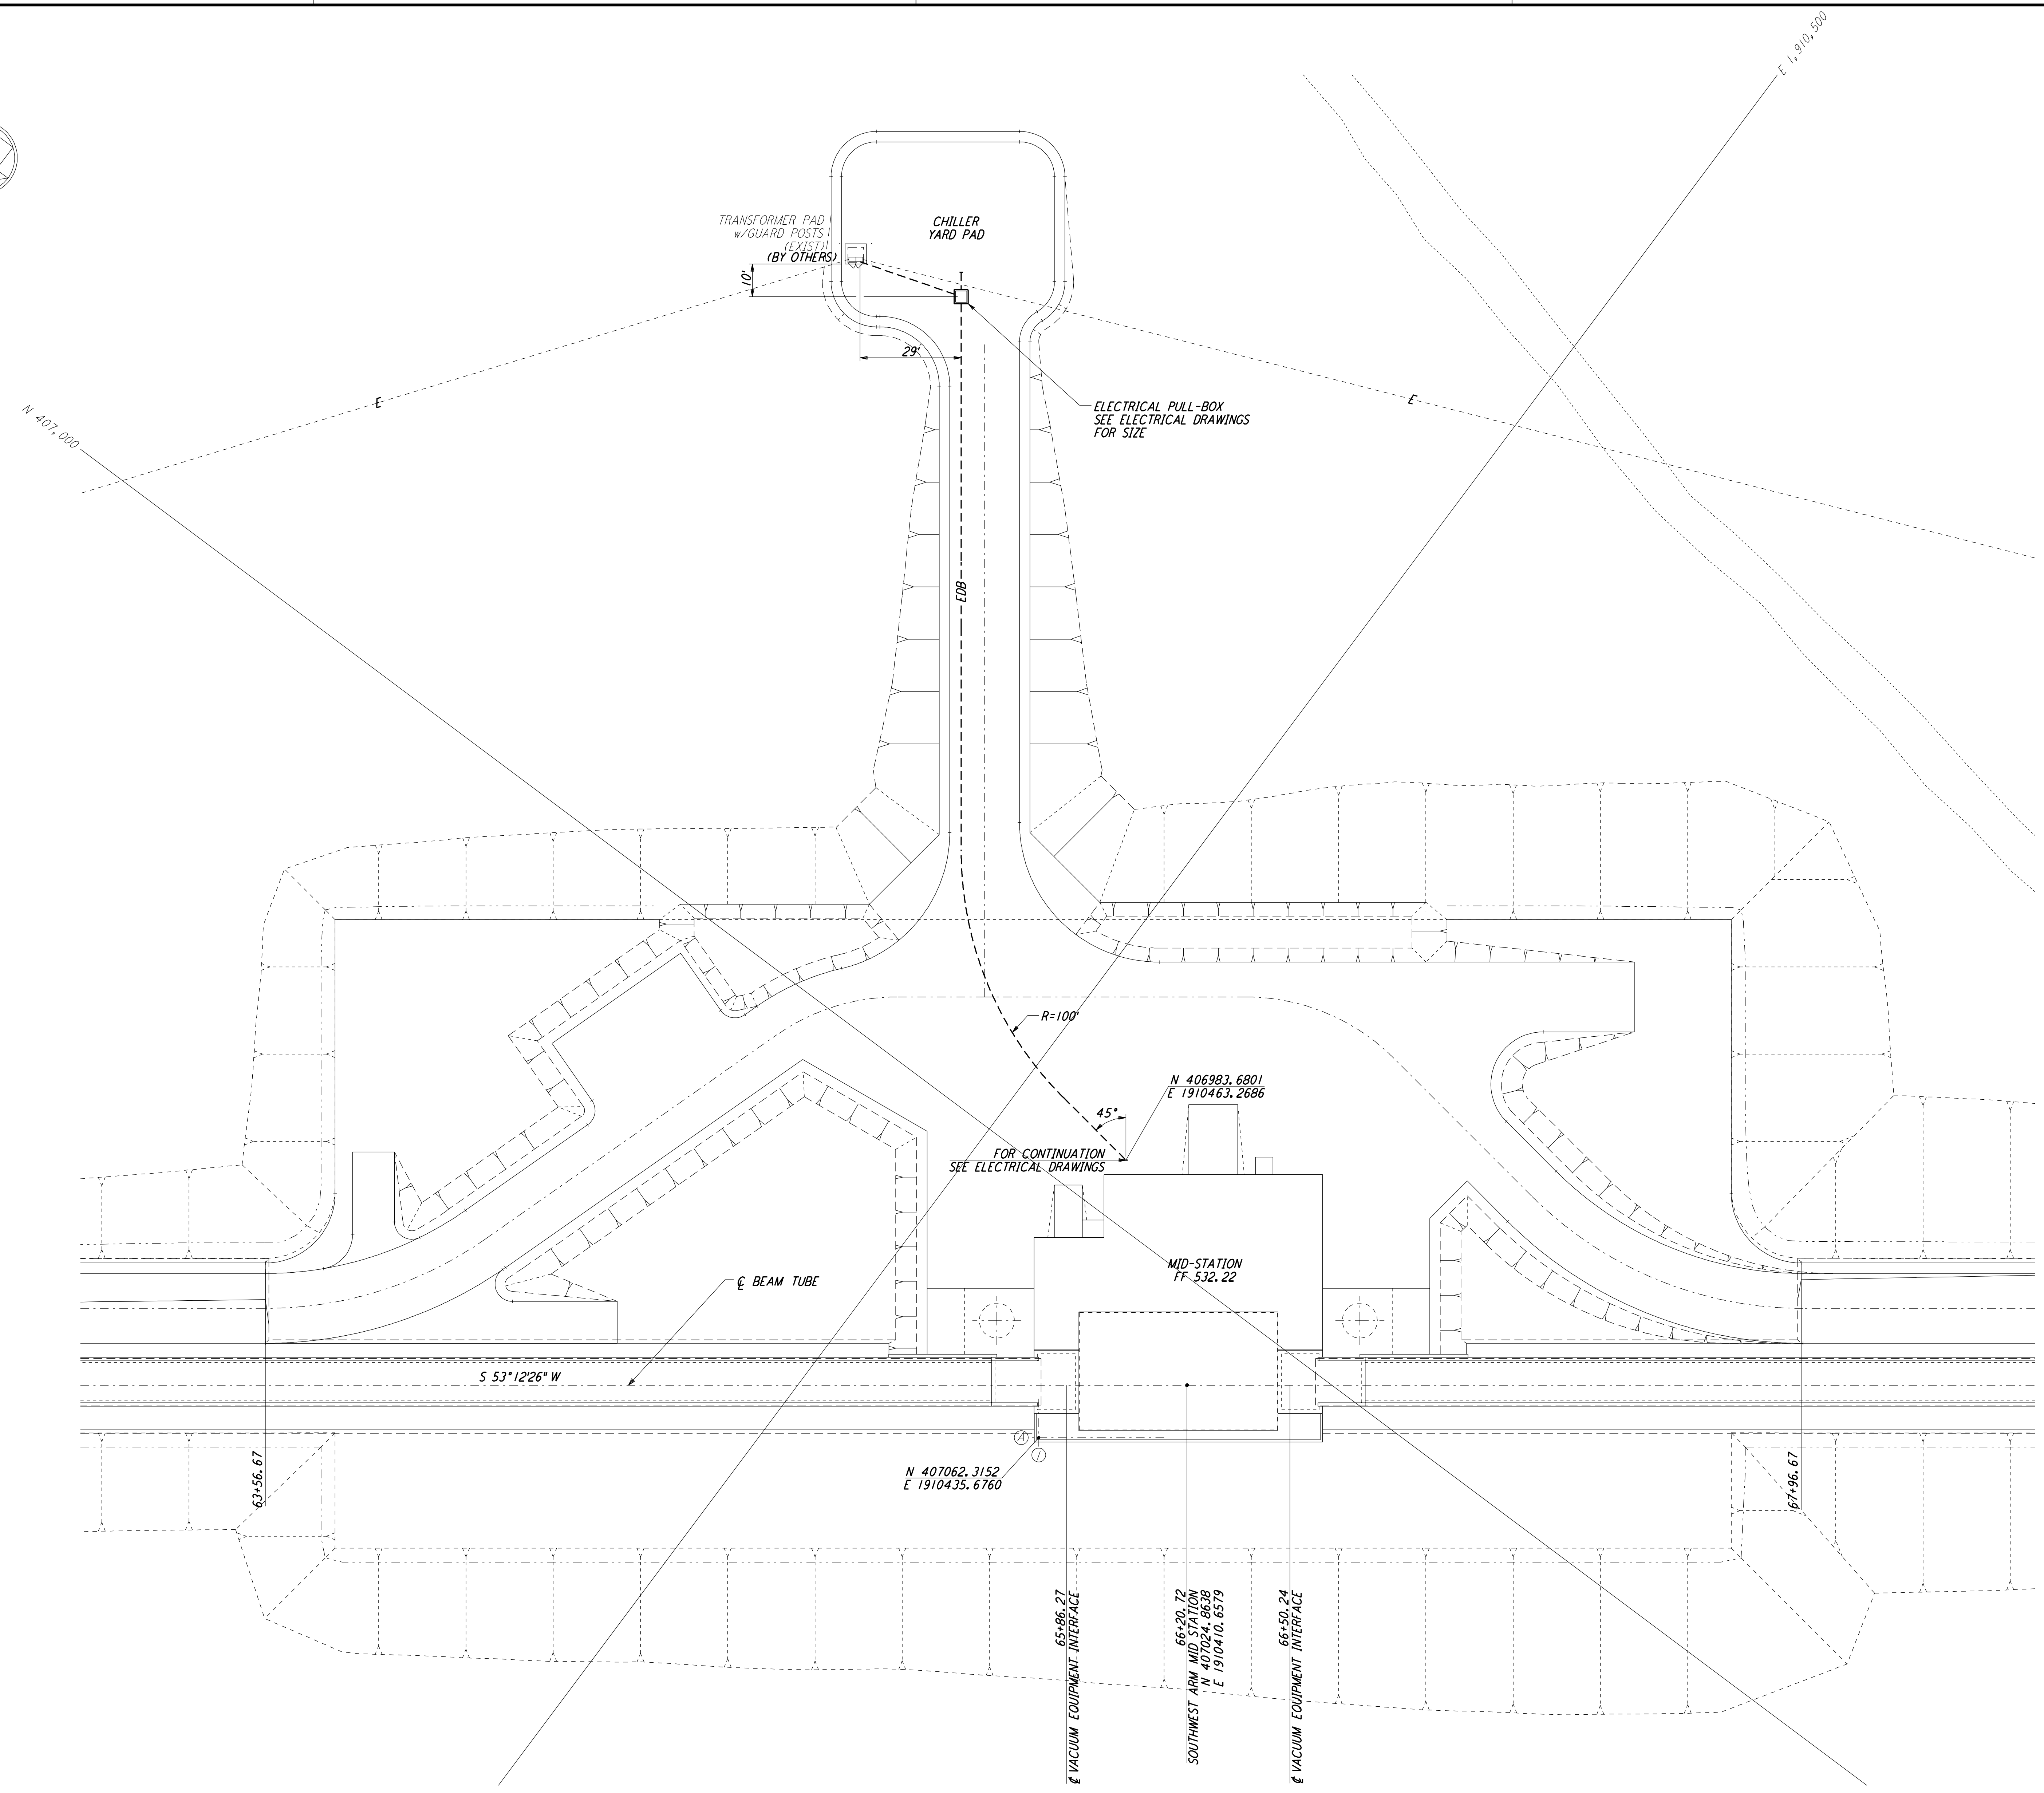 E 1,910,500
TRANSFORMER PAD
w/GUARD POSTS
(EXIST)
(BY OTHERS)
CHILLER
YARD PAD
10'
29'
E
E
N 407,000
ELECTRICAL PULL-BOX
SEE ELECTRICAL DRAWINGS
FOR SIZE
EDB
R=100'
N 406983.6801
E 1910463.2686
45°
FOR CONTINUATION
SEE ELECTRICAL DRAWINGS
MID-STATION
FF 532.22
℄ BEAM TUBE
S 53°12'26" W
A
1
N 407062.3152
E 1910435.6760
63+56.67
67+96.67
65+86.27
℄ VACUUM EQUIPMENT INTERFACE
66+20.72
SOUTHWEST ARM MID STATION
N 407024.8638
E 1910410.6579
66+50.24
℄ VACUUM EQUIPMENT INTERFACE